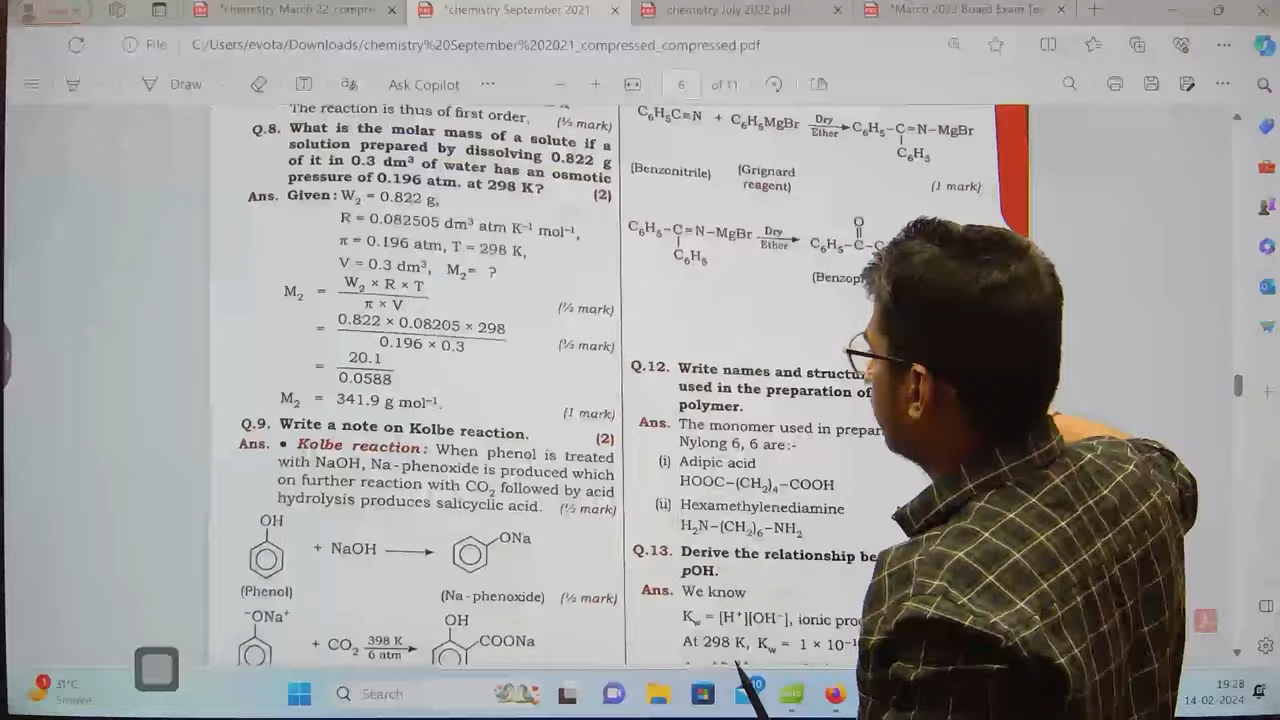 *chemistry March 22_compre
*chemistry September 2021
chemistry July 2022.pdf
*March 2023 Board Exam Te
File
C:/Users/evota/Downloads/chemistry%20September%202021_compressed_compressed.pdf
Draw
Ask Copilot
6 of 11
The reaction is thus of first order.
(½ mark)
Q.8. What is the molar mass of a solute if a
solution prepared by dissolving 0.822 g
of it in 0.3 dm³ of water has an osmotic
pressure of 0.196 atm. at 298 K? (2)
Ans. Given: W₂ = 0.822 g,
R = 0.082505 dm³ atm K⁻¹ mol⁻¹,
π = 0.196 atm, T = 298 K,
V = 0.3 dm³, M₂ = ?
M₂ = W₂ × R × T
π × V
(½ mark)
= 0.822 × 0.08205 × 298
0.196 × 0.3
(½ mark)
= 20.1
0.0588
M₂ = 341.9 g mol⁻¹.
(1 mark)
Q.9. Write a note on Kolbe reaction. (2)
Ans. • Kolbe reaction: When phenol is treated
with NaOH, Na-phenoxide is produced which
on further reaction with CO₂ followed by acid
hydrolysis produces salicyclic acid. (½ mark)
OH
+ NaOH
ONa
(Phenol)
(Na-phenoxide) (½ mark)
⁻ONa⁺
+ CO₂ 398 K
6 atm
OH
COONa
C₆H₅C≡N + C₆H₅MgBr Dry
Ether C₆H₅–C=N–MgBr
C₆H₅
(Benzonitrile) (Grignard
reagent)
(1 mark)
C₆H₅–C=N–MgBr Dry
Ether
C₆H₅
O
C₆H₅–C–C
(Benzop
Q.12. Write names and structu
used in the preparation of
polymer.
Ans. The monomer used in prepar
Nylong 6, 6 are:-
(i) Adipic acid
HOOC–(CH₂)₄–COOH
(ii) Hexamethylenediamine
H₂N–(CH₂)₆–NH₂
Q.13. Derive the relationship be
pOH.
Ans. We know
K𝓌 = [H⁺][OH⁻], ionic pro
At 298 K, K𝓌 = 1 × 10⁻¹
31°C
Smoke
Search
10
19:28
14-02-2024